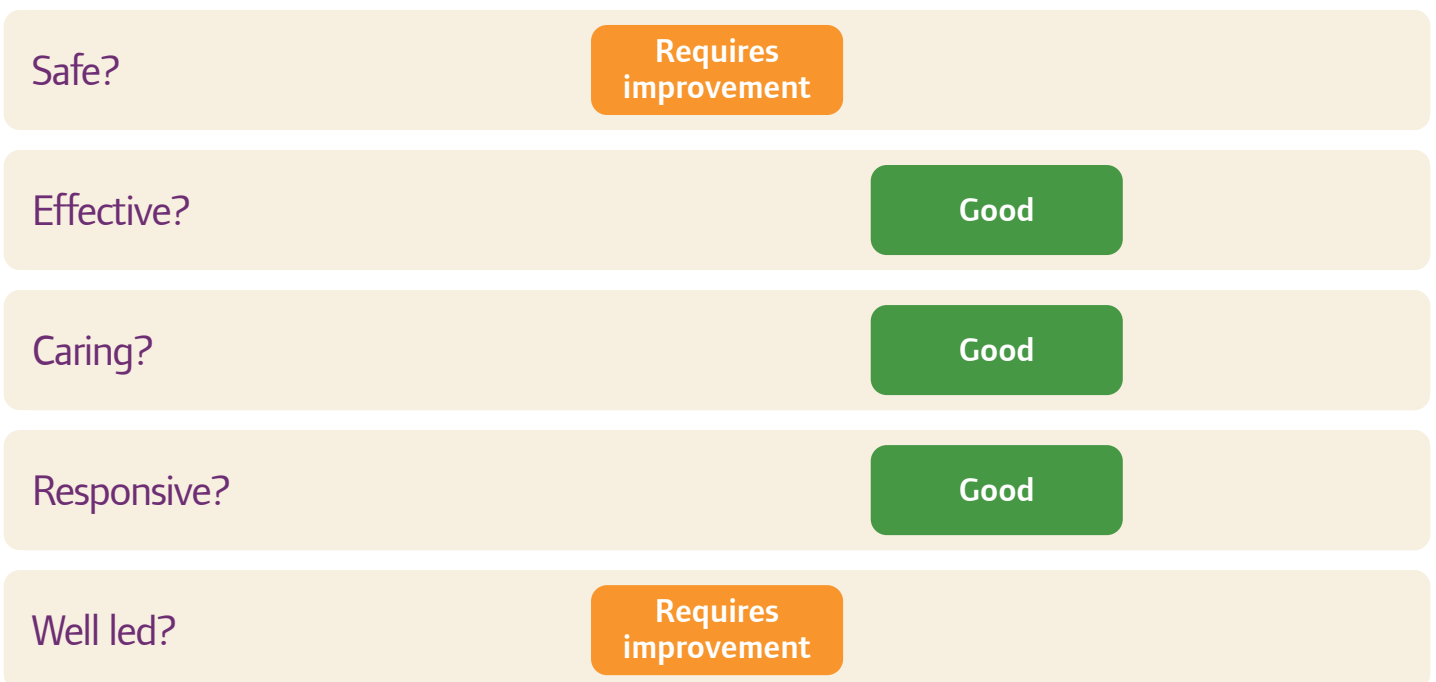 Safe?
Requires
improvement
Effective?
Good
Caring?
Good
Responsive?
Good
Well led?
Requires
improvement